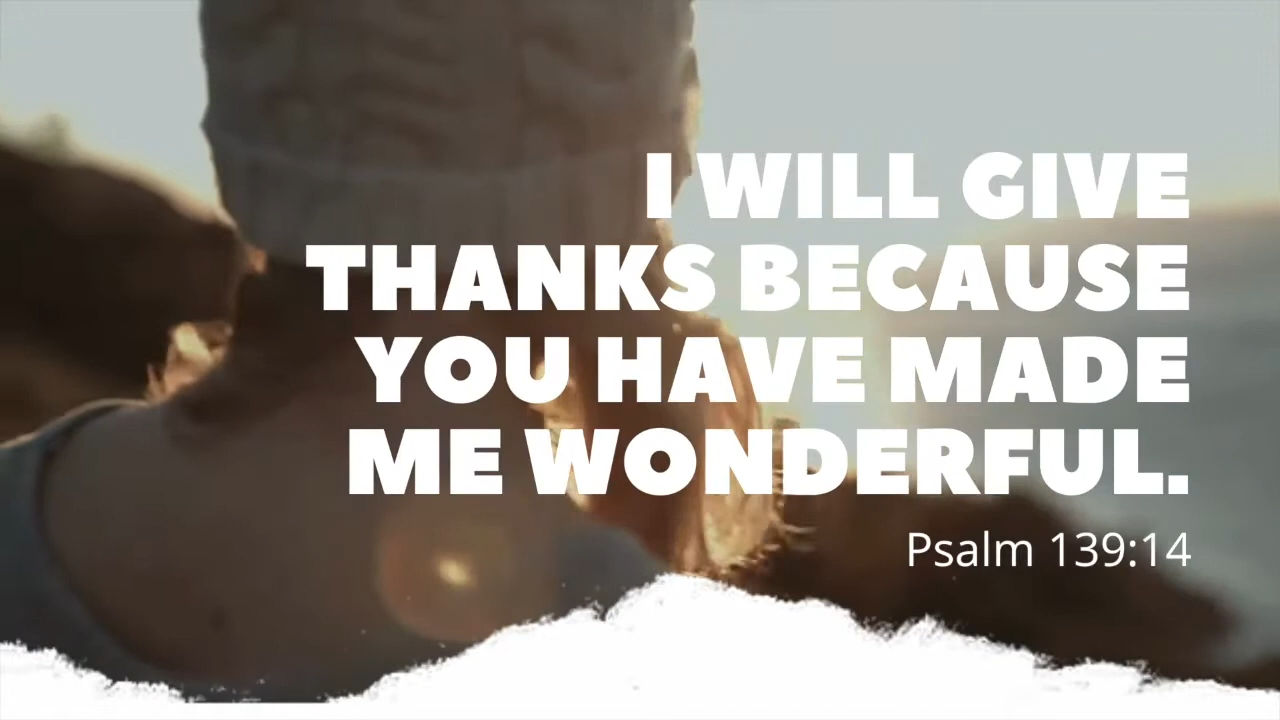 I WILL GIVE
THANKS BECAUSE
YOU HAVE MADE
ME WONDERFUL.
Psalm 139:14